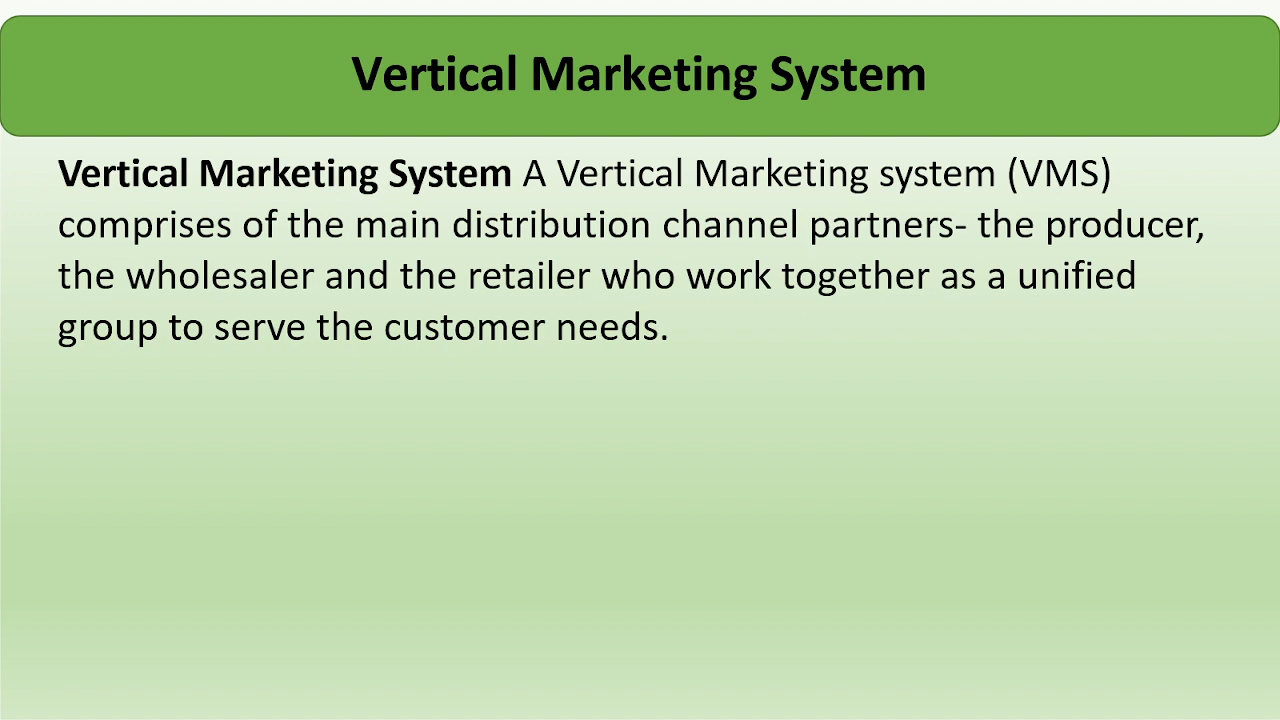 Vertical Marketing System
Vertical Marketing System A Vertical Marketing system (VMS)
comprises of the main distribution channel partners- the producer,
the wholesaler and the retailer who work together as a unified
group to serve the customer needs.